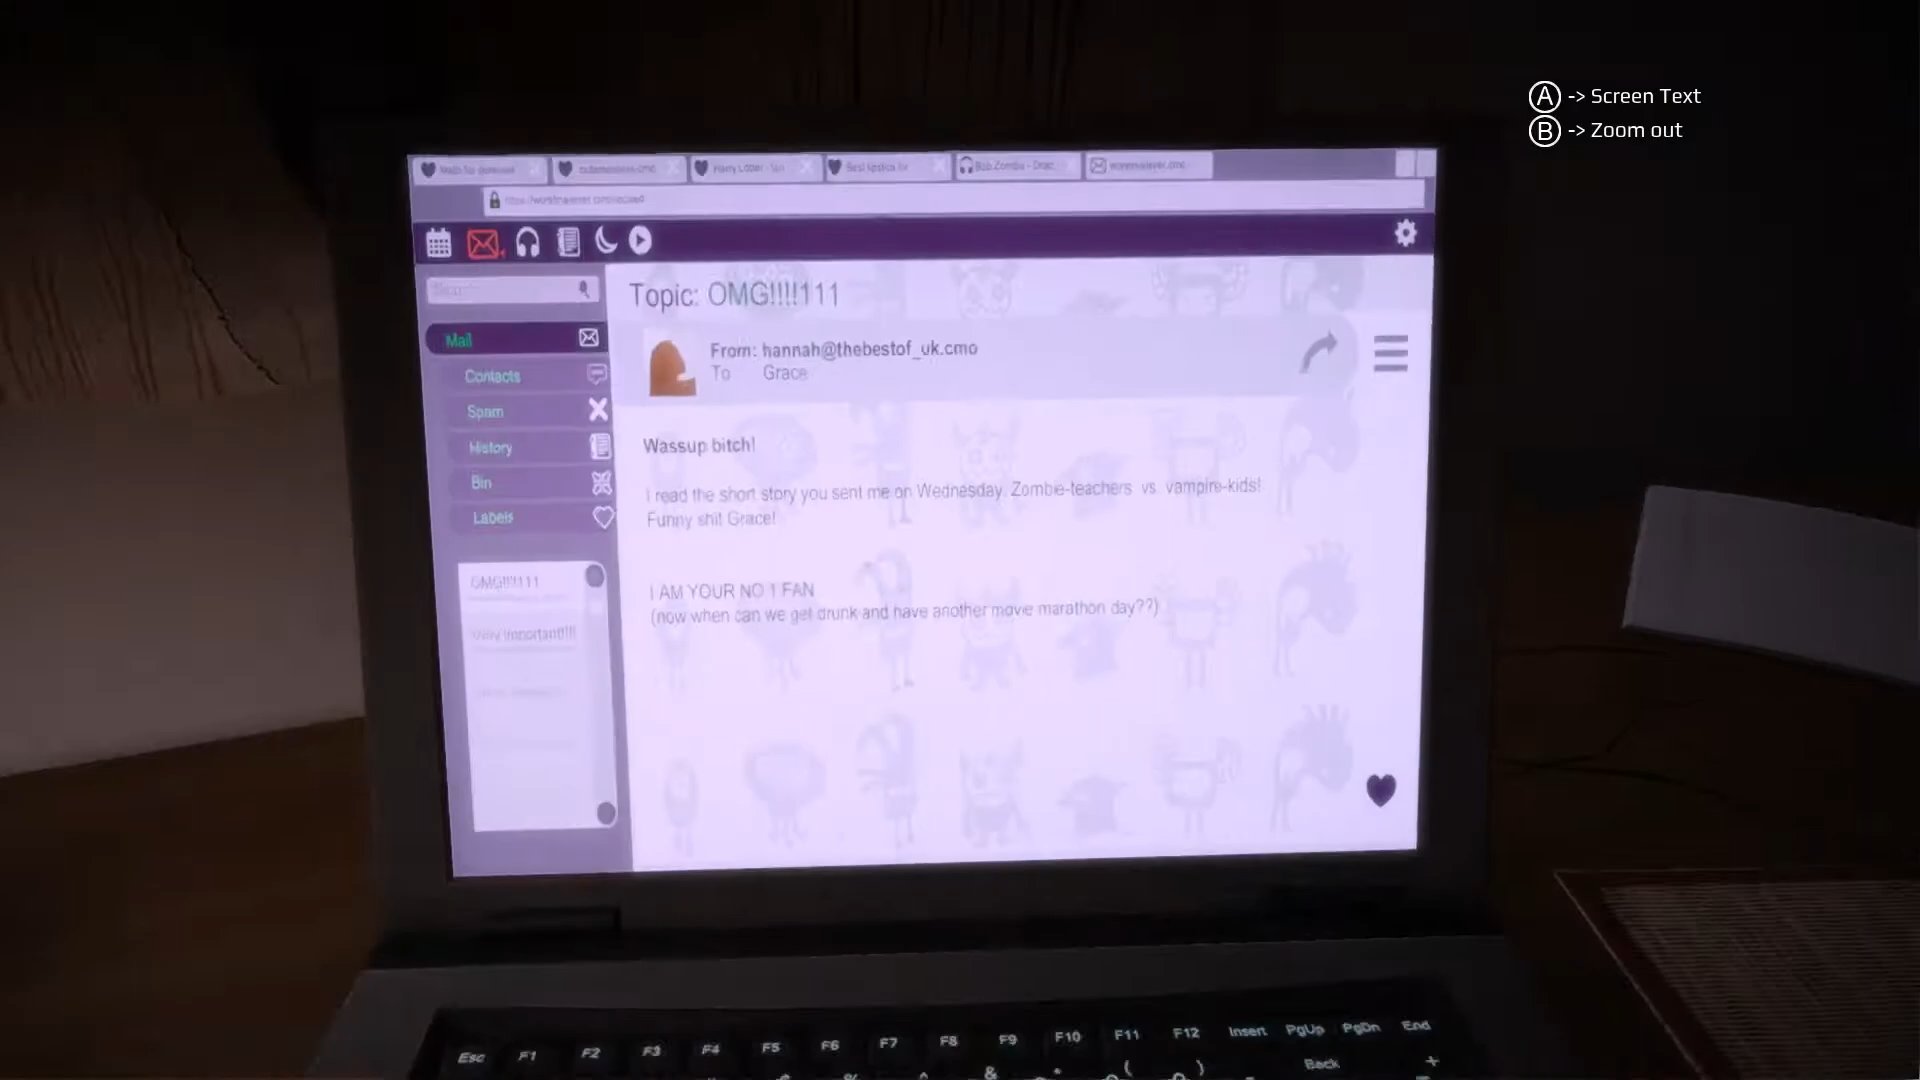 A -> Screen Text
B -> Zoom out
Topic: OMG!!!!111
Mail
From: hannah@thebestof_uk.cmo
To Grace
Contacts
Spam
History
Bin
Labels
Wassup bitch!
I read the short story you sent me on Wednesday. Zombie-teachers vs. vampire-kids!
Funny shit Grace!
I AM YOUR NO 1 FAN
(now when can we get drunk and have another move marathon day??)
OMG!!!!111
Very important!!!!
Esc F1 F2 F3 F4 F5 F6 F7 F8 F9 F10 F11 F12 Insert PgUp PgDn End
& ( ) Back +